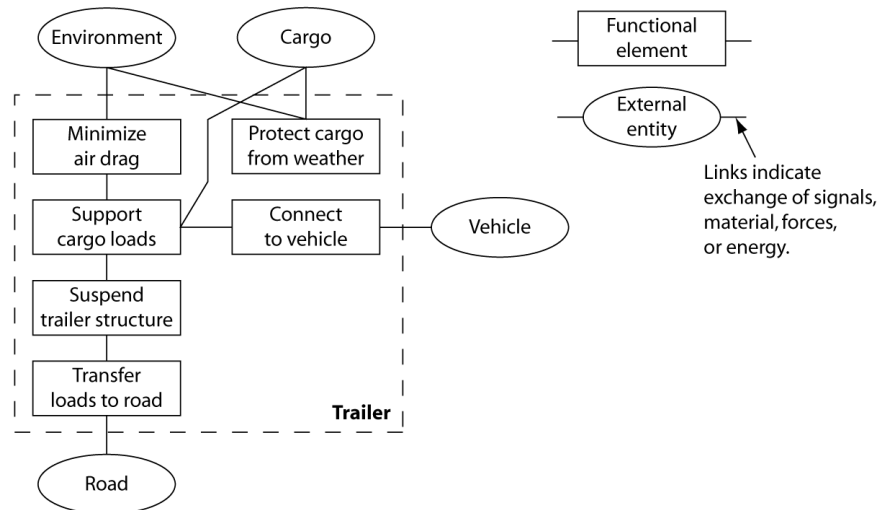 Environment
Cargo
Functional
element
External
entity
Links indicate
exchange of signals,
material, forces,
or energy.
Minimize
air drag
Protect cargo
from weather
Support
cargo loads
Connect
to vehicle
Vehicle
Suspend
trailer structure
Transfer
loads to road
Trailer
Road